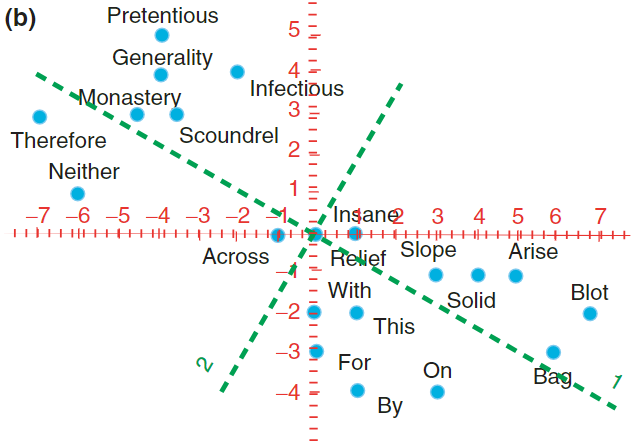 (b)
Pretentious
5
Generality
4
Infectious
Monastery
3
Scoundrel
Therefore
2
Neither
1
–7 –6 –5 –4 –3 –2 –1 1 2 3 4 5 6 7
Insane
Across
Relief
Slope
Arise
–1
With
Solid
Blot
–2
This
–3
For
On
Bag
1
2
–4
By